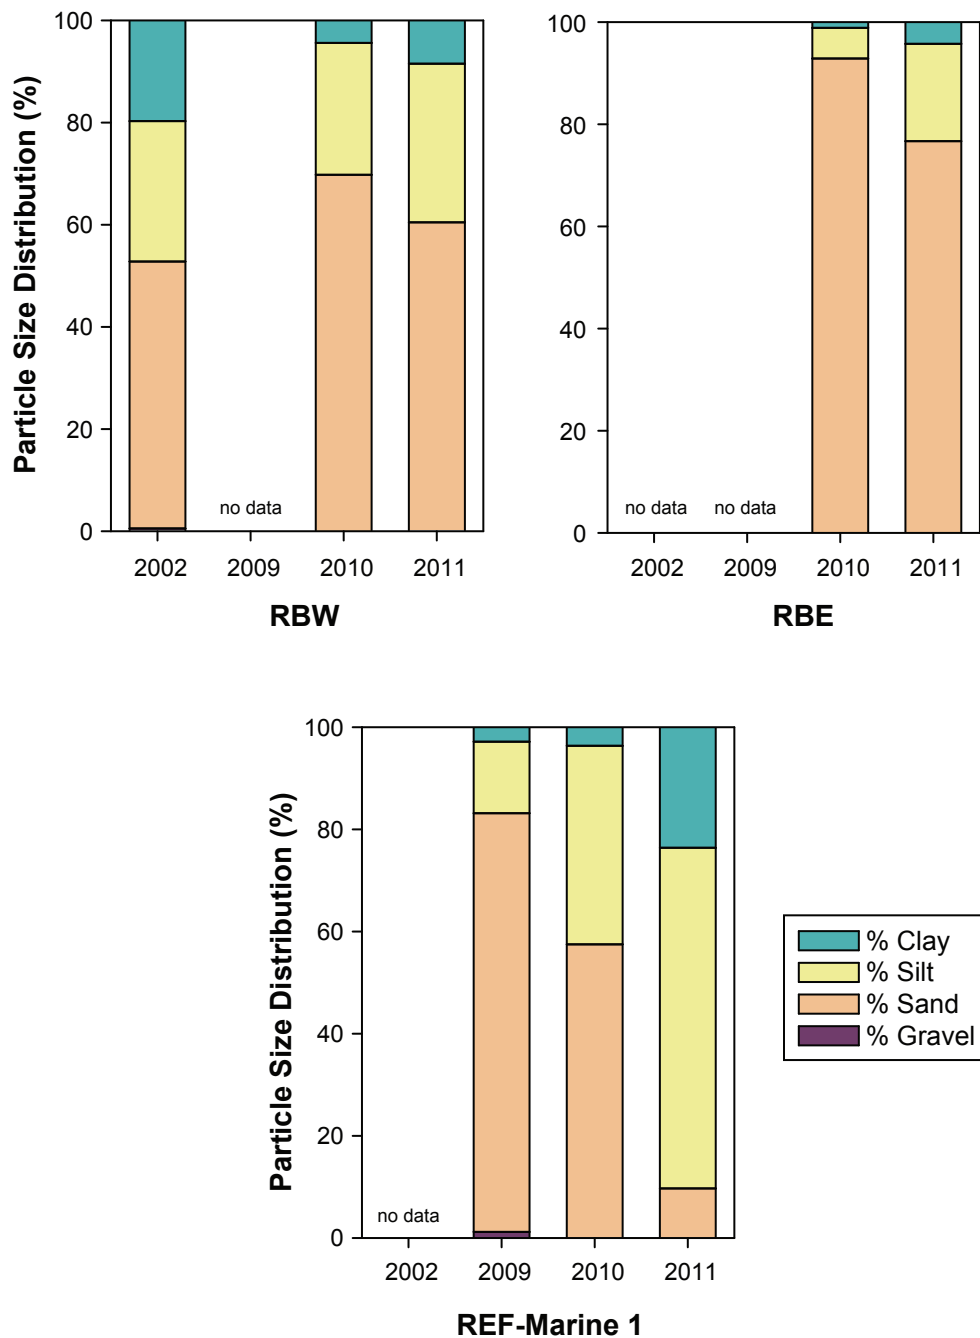 Particle Size Distribution (%)
100
80
60
40
20
0
no data
2002 2009 2010 2011
RBW
100
80
60
40
20
0
no data no data
2002 2009 2010 2011
RBE
Particle Size Distribution (%)
100
80
60
40
20
0
no data
2002 2009 2010 2011
REF-Marine 1
% Clay
% Silt
% Sand
% Gravel